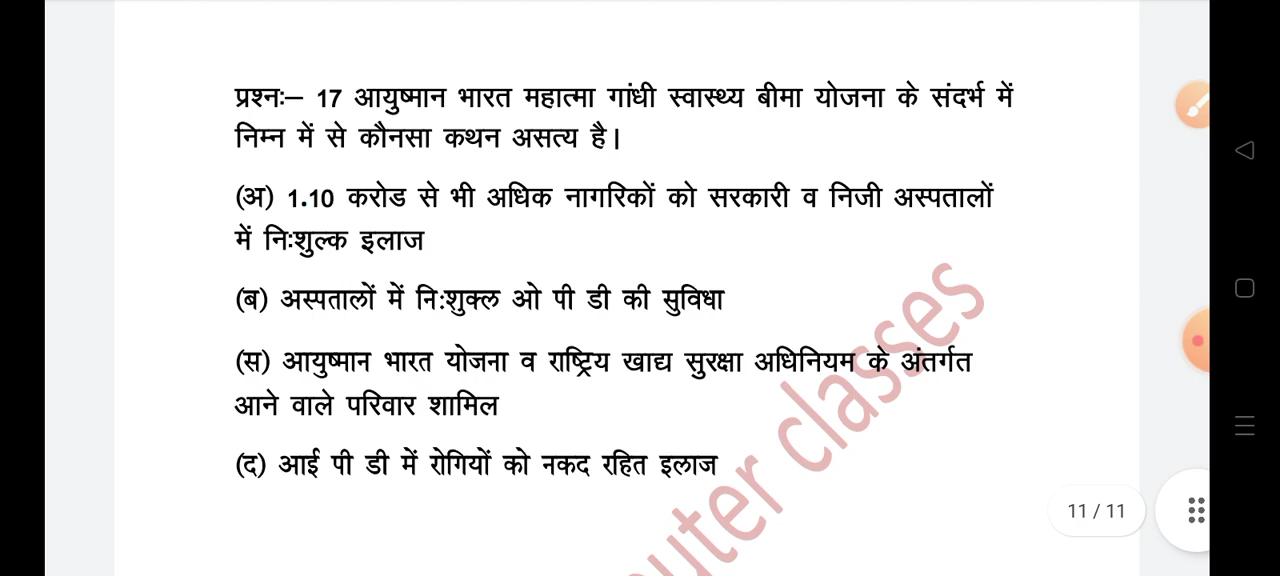 प्रश्नः– 17 आयुष्मान भारत महात्मा गांधी स्वास्थ्य बीमा योजना के संदर्भ में
निम्न में से कौनसा कथन असत्य है।
(अ) 1.10 करोड से भी अधिक नागरिकों को सरकारी व निजी अस्पतालों
में निःशुल्क इलाज
(ब) अस्पतालों में निःशुक्ल ओ पी डी की सुविधा
(स) आयुष्मान भारत योजना व राष्ट्रिय खाद्य सुरक्षा अधिनियम के अंतर्गत
आने वाले परिवार शामिल
(द) आई पी डी में रोगियों को नकद रहित इलाज
uter classes
11 / 11